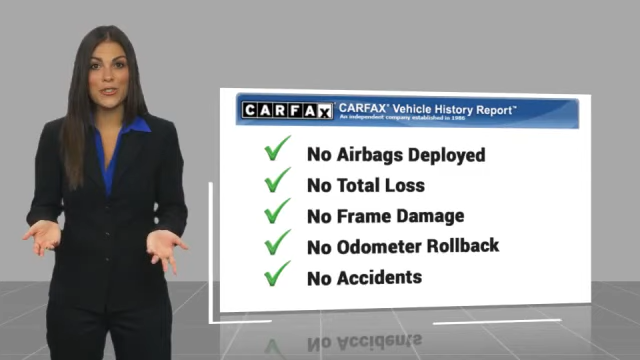 CARFAX CARFAX® Vehicle History Report™
An independent company established in 1986
No Airbags Deployed
No Total Loss
No Frame Damage
No Odometer Rollback
No Accidents
No Accidents